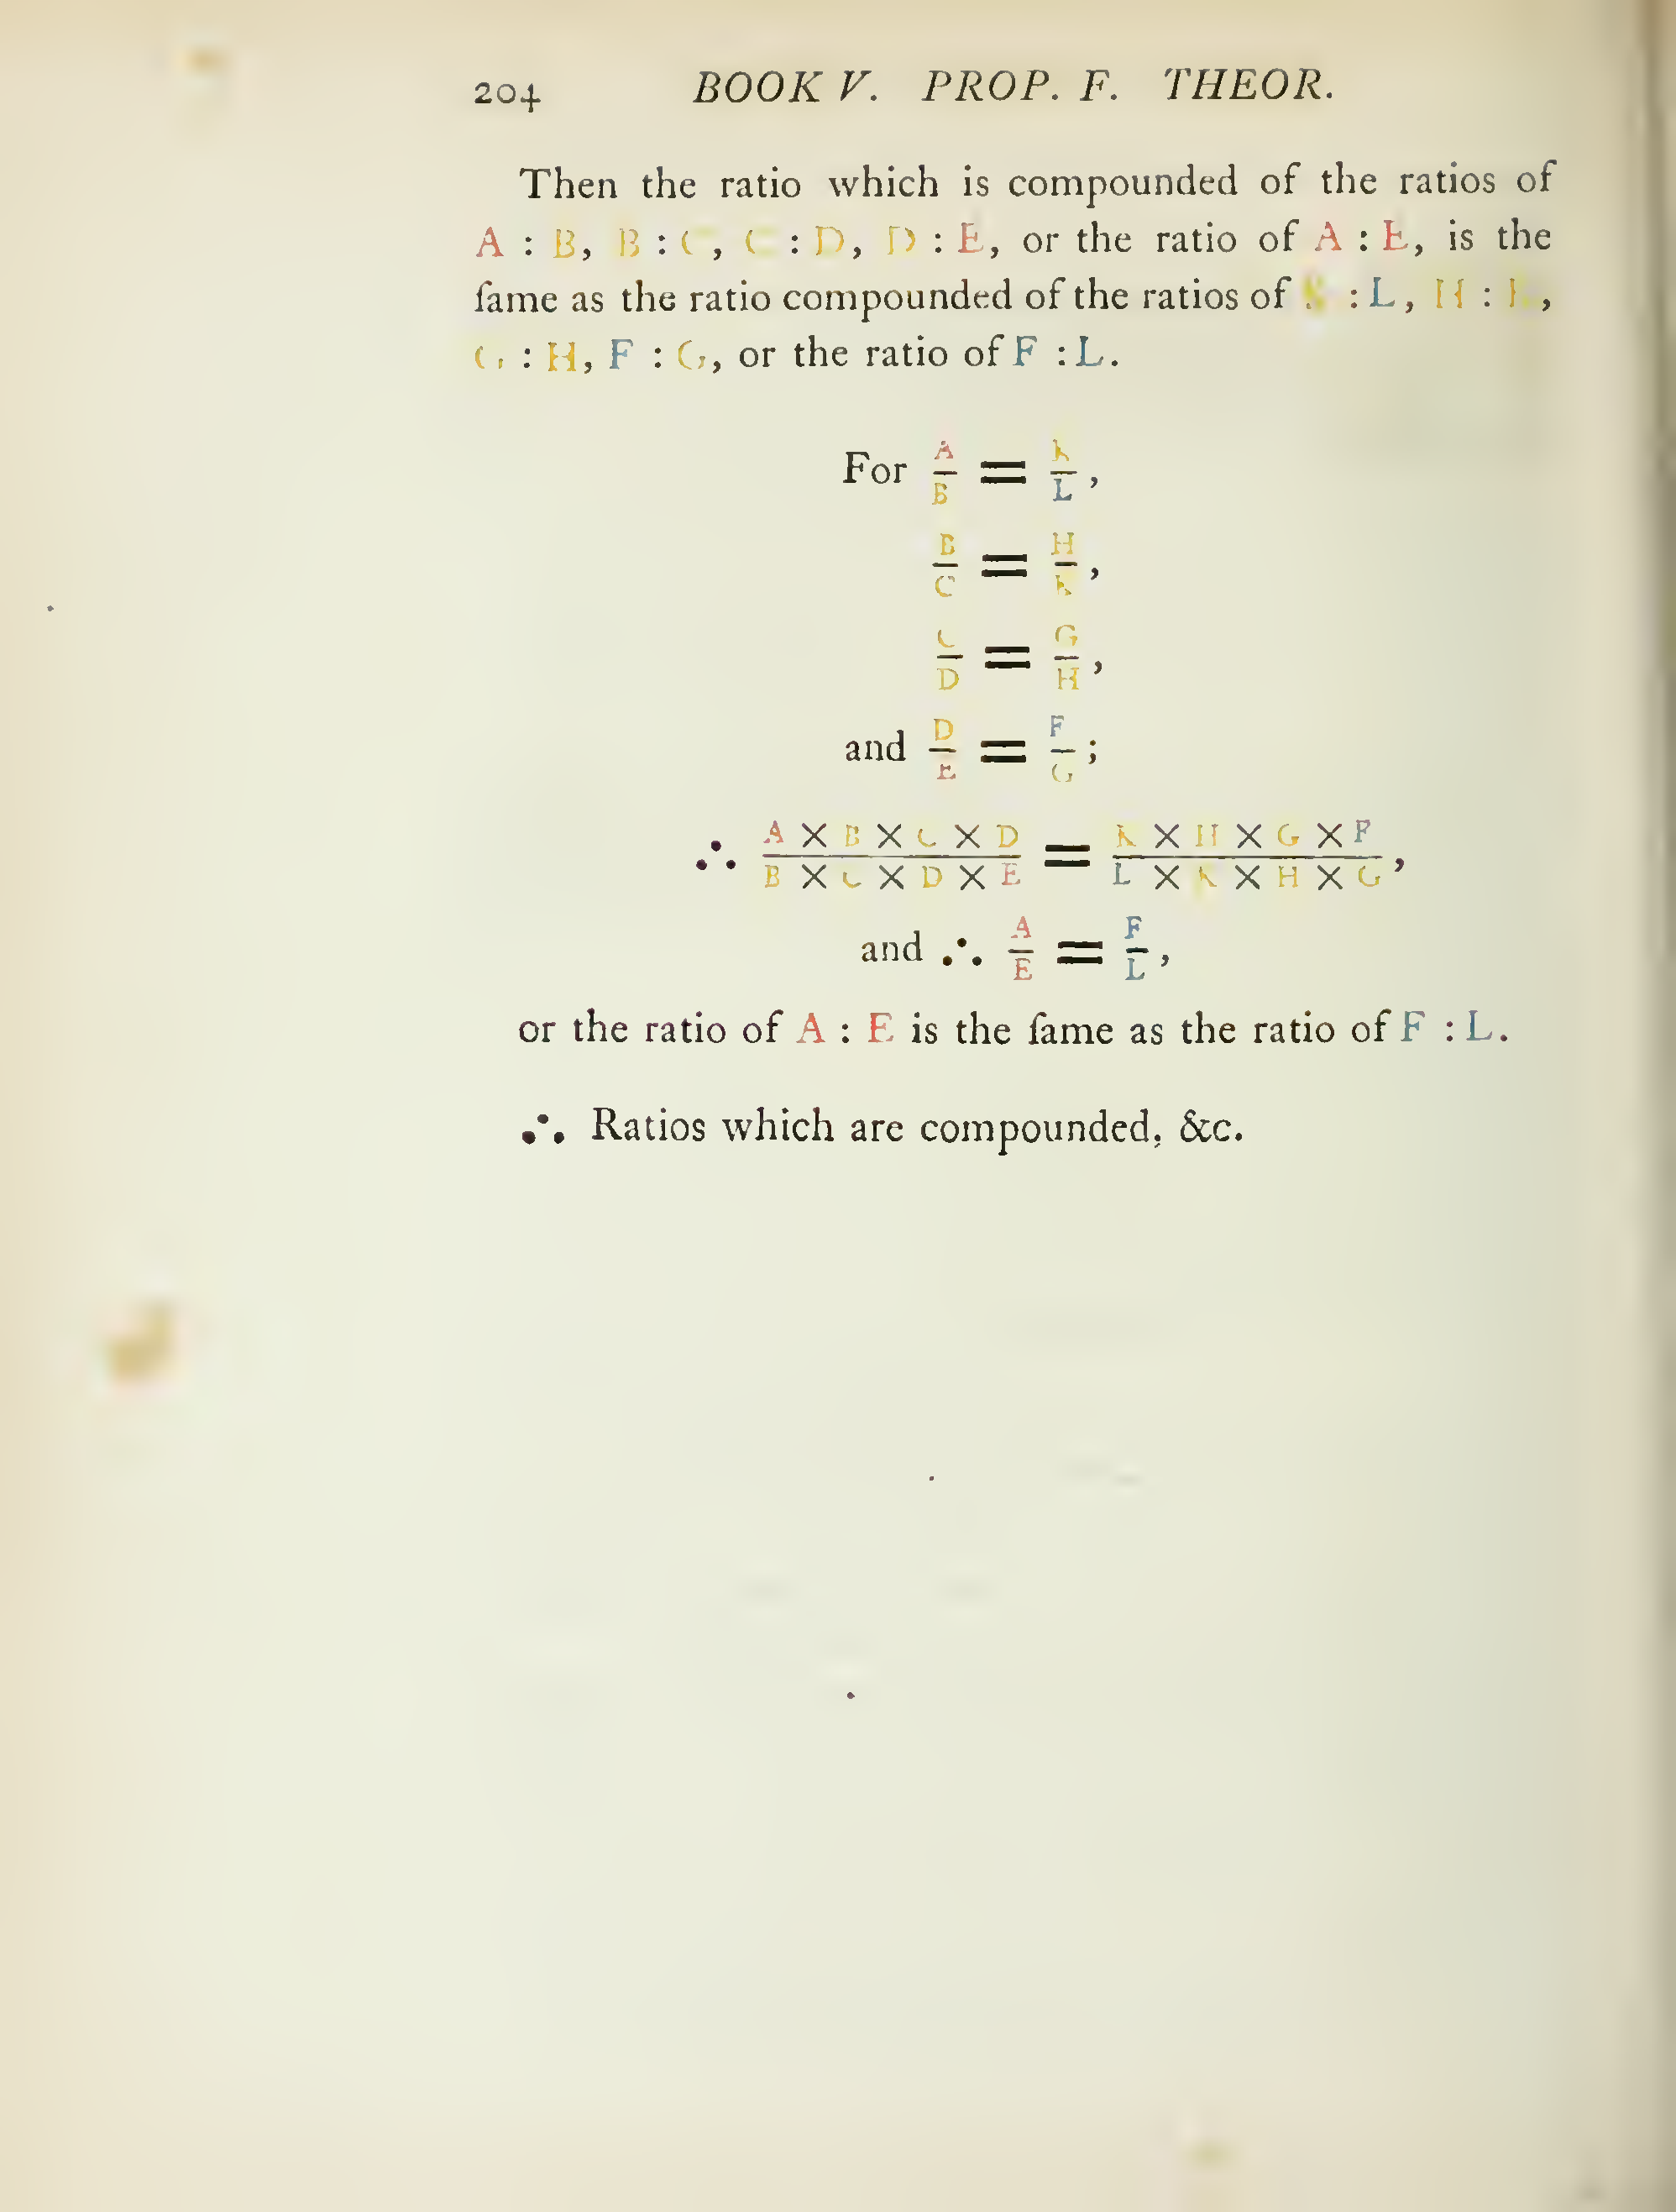 204 BOOK V. PROP. F. THEOR.
Then the ratio which is compounded of the ratios of
A : B, B : C, C : D, D : E, or the ratio of A : E, is the
ſame as the ratio compounded of the ratios of K : L, H : K,
G : H, F : G, or the ratio of F : L.
For A/B = K/L,
B/C = H/K,
C/D = G/H,
and D/E = F/G;
∴ A × B × C × D / B × C × D × E = K × H × G × F / L × K × H × G,
and ∴ A/E = F/L,
or the ratio of A : E is the ſame as the ratio of F : L.
∴ Ratios which are compounded, &c.